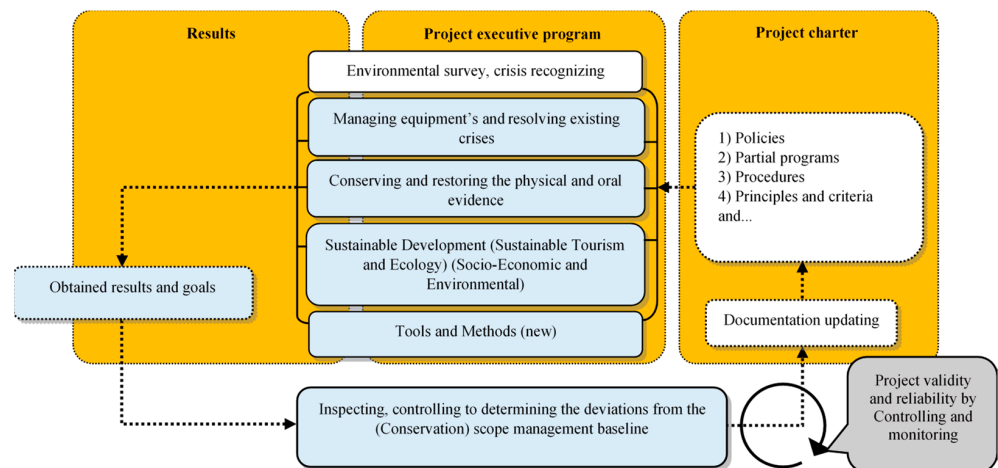 Results
Project executive program
Project charter
Environmental survey, crisis recognizing
Managing equipment’s and resolving existing
crises
Conserving and restoring the physical and oral
evidence
Sustainable Development (Sustainable Tourism
and Ecology) (Socio-Economic and
Environmental)
Tools and Methods (new)
1) Policies
2) Partial programs
3) Procedures
4) Principles and criteria
and...
Obtained results and goals
Documentation updating
Inspecting, controlling to determining the deviations from the
(Conservation) scope management baseline
Project validity
and reliability by
Controlling and
monitoring